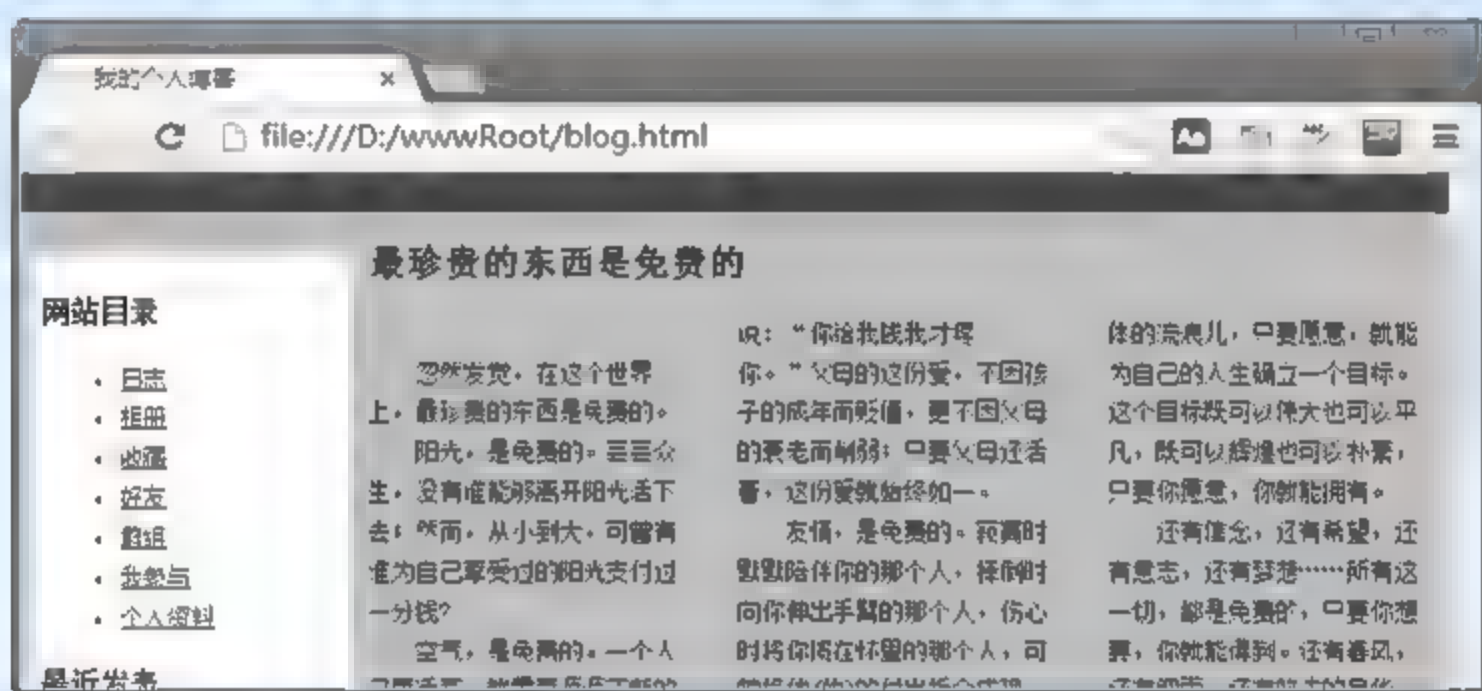 我的个人博客
file:///D:/wwwRoot/blog.html
网站目录
日志
相册
收藏
好友
群组
我参与
个人资料
最近发表
最珍贵的东西是免费的
忽然发觉,在这个世界
上,最珍贵的东西是免费的。
阳光,是免费的。芸芸众
生,没有谁能够离开阳光活下
去;然而,从小到大,可曾有
谁为自己享受过的阳光支付过
一分钱?
空气,是免费的。一个人
说:“你给我钱我才疼
你。”父母的这份爱,不因孩
子的成年而贬值,更不因父母
的衰老而削弱;只要父母还活
着,这份爱就始终如一。
友情,是免费的。寂寞时
默默陪伴你的那个人,摔倒时
向你伸出手臂的那个人,伤心
时将你揽在怀里的那个人,可
体的流浪儿,只要愿意,就能
为自己的人生确立一个目标。
这个目标既可以伟大也可以平
凡,既可以辉煌也可以朴素,
只要你愿意,你就能拥有。
还有信念,还有希望,还
有意志,还有梦想……所有这
一切,都是免费的,只要你想
要,你就能得到。还有春风,